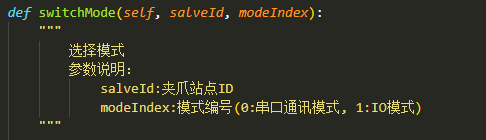 def switchMode(self, salveId, modeIndex):
"""
选择模式
参数说明:
salveId:夹爪站点ID
modeIndex:模式编号(0:串口通讯模式, 1:IO模式)
"""